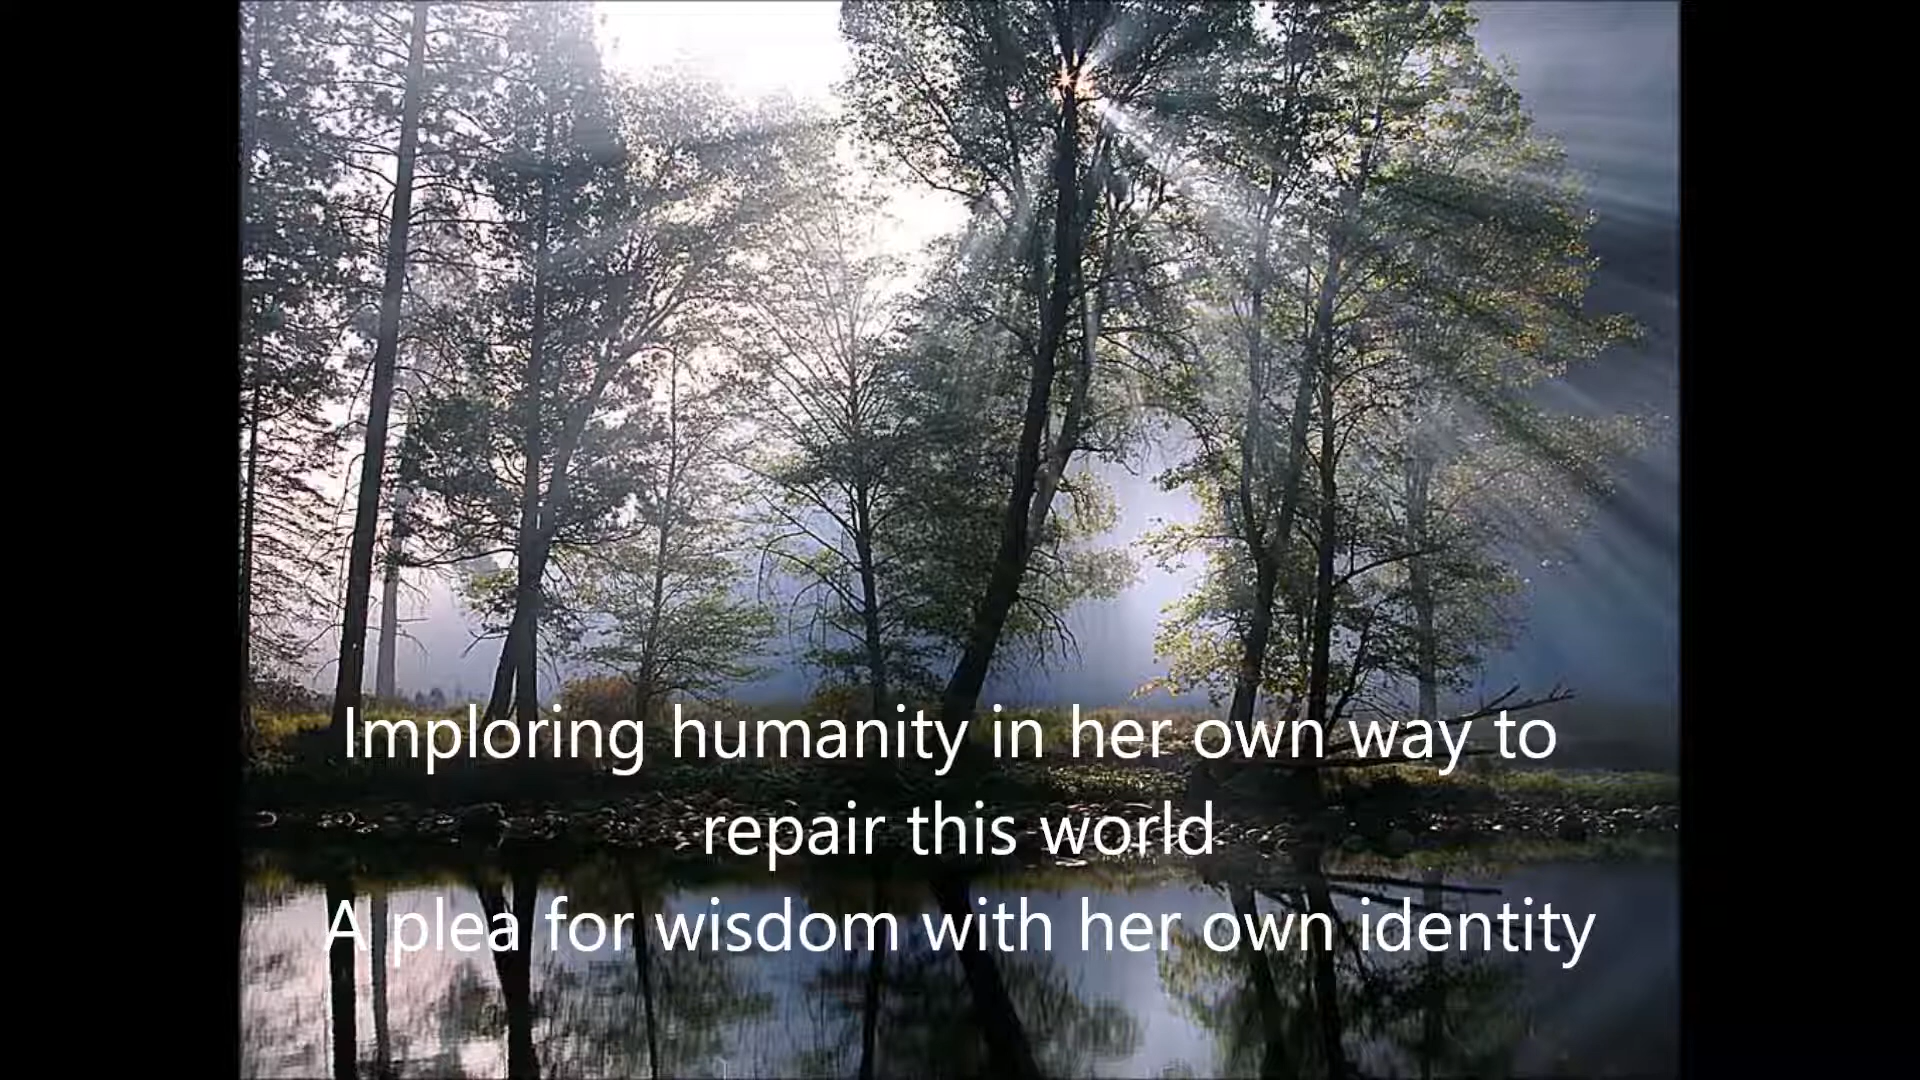 Imploring humanity in her own way to
repair this world
A plea for wisdom with her own identity